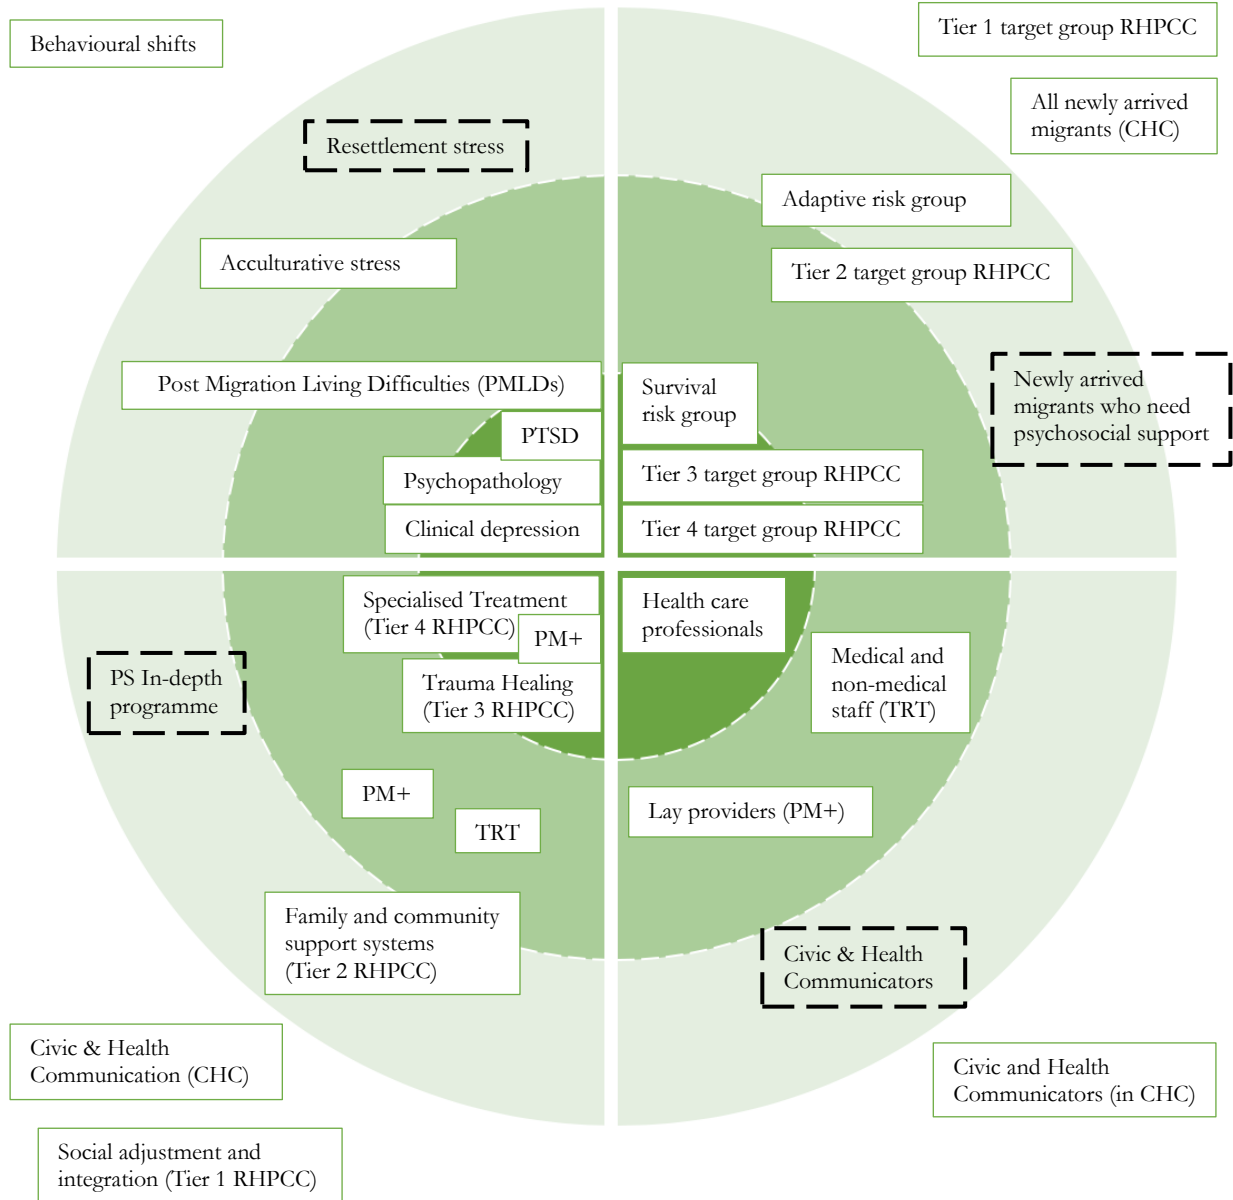 Behavioural shifts
Tier 1 target group RHPCC
All newly arrived
migrants (CHC)
Resettlement stress
Adaptive risk group
Acculturative stress
Tier 2 target group RHPCC
Post Migration Living Difficulties (PMLDs)
Survival
risk group
Newly arrived
migrants who need
psychosocial support
PTSD
Psychopathology
Tier 3 target group RHPCC
Clinical depression
Tier 4 target group RHPCC
Specialised Treatment
(Tier 4 RHPCC)
PM+
Health care
professionals
PS In-depth
programme
Trauma Healing
(Tier 3 RHPCC)
Medical and
non-medical
staff (TRT)
PM+
TRT
Lay providers (PM+)
Family and community
support systems
(Tier 2 RHPCC)
Civic & Health
Communicators
Civic & Health
Communication (CHC)
Civic and Health
Communicators (in CHC)
Social adjustment and
integration (Tier 1 RHPCC)